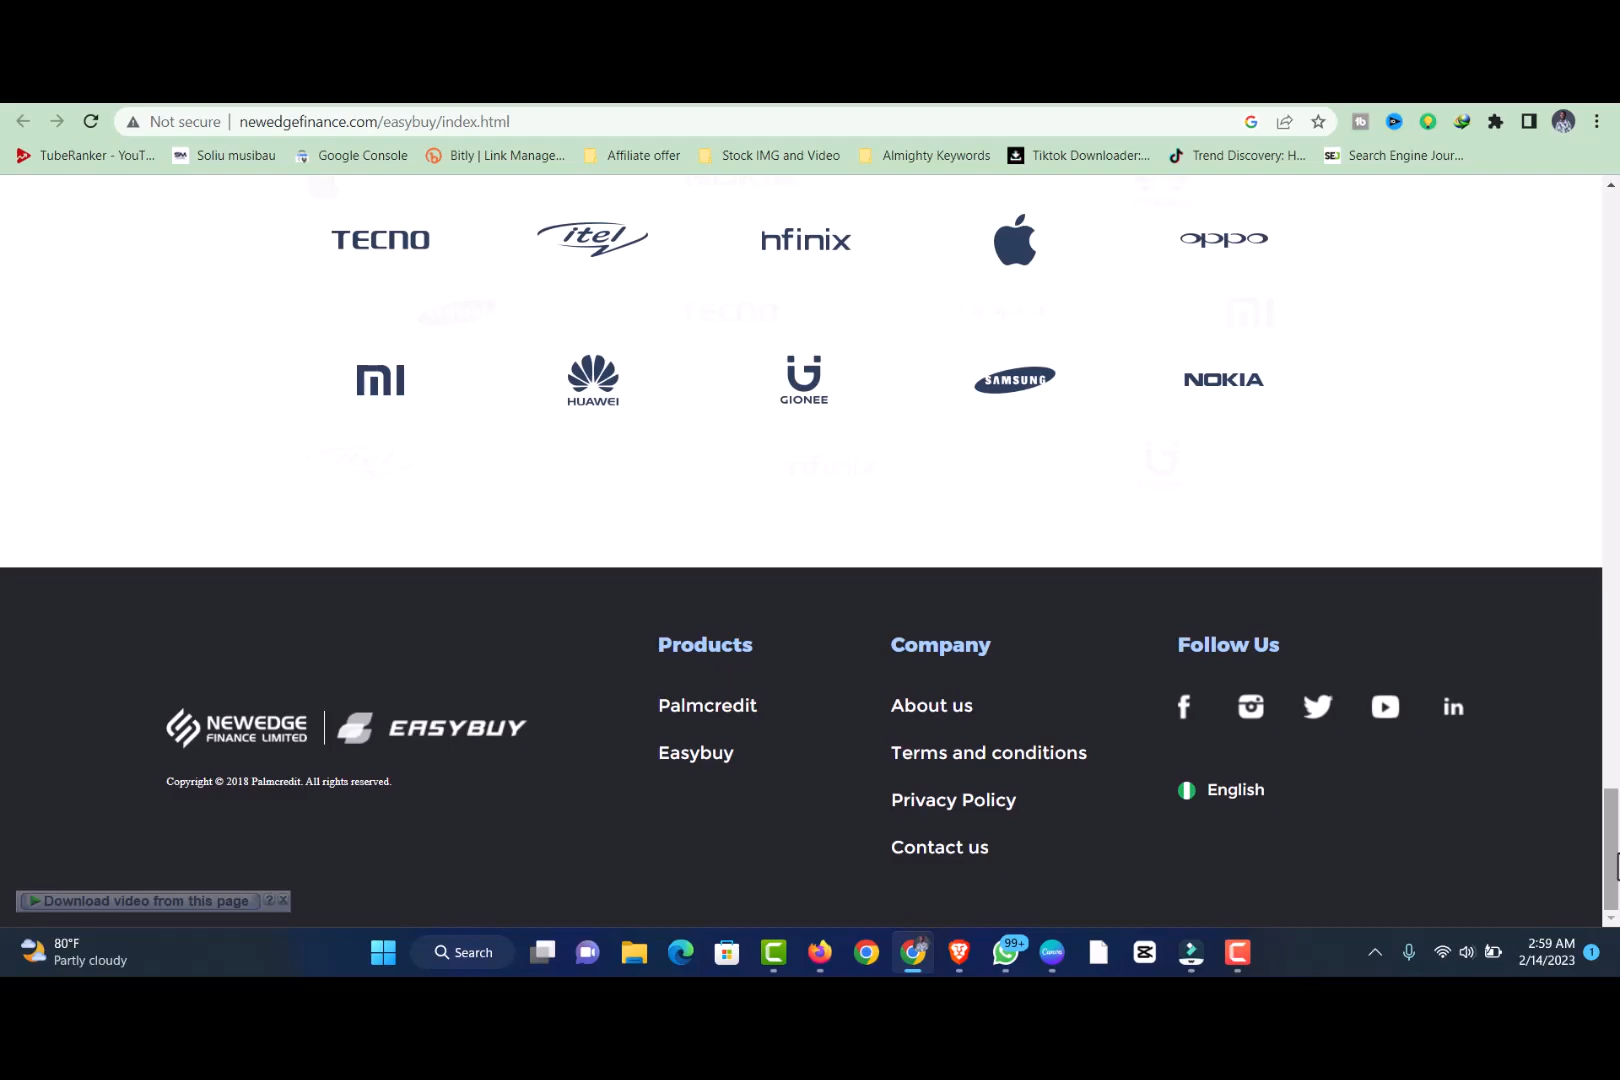 Not secure | newedgefinance.com/easybuy/index.html
TubeRanker - YouT... Soliu musibau Google Console Bitly | Link Manage... Affiliate offer Stock IMG and Video Almighty Keywords Tiktok Downloader:... Trend Discovery: H... Search Engine Jour...
TECNO itel nfinix oppo
TECNO MI
MI HUAWEI GIONEE SAMSUNG NOKIA
Products Company Follow Us
Palmcredit About us
NEWEDGE FINANCE LIMITED EASYBUY
Easybuy Terms and conditions
Copyright © 2018 Palmcredit. All rights reserved.
English
Privacy Policy
Contact us
Download video from this page ? x
80°F
Partly cloudy
Search
99+
2:59 AM
2/14/2023
1